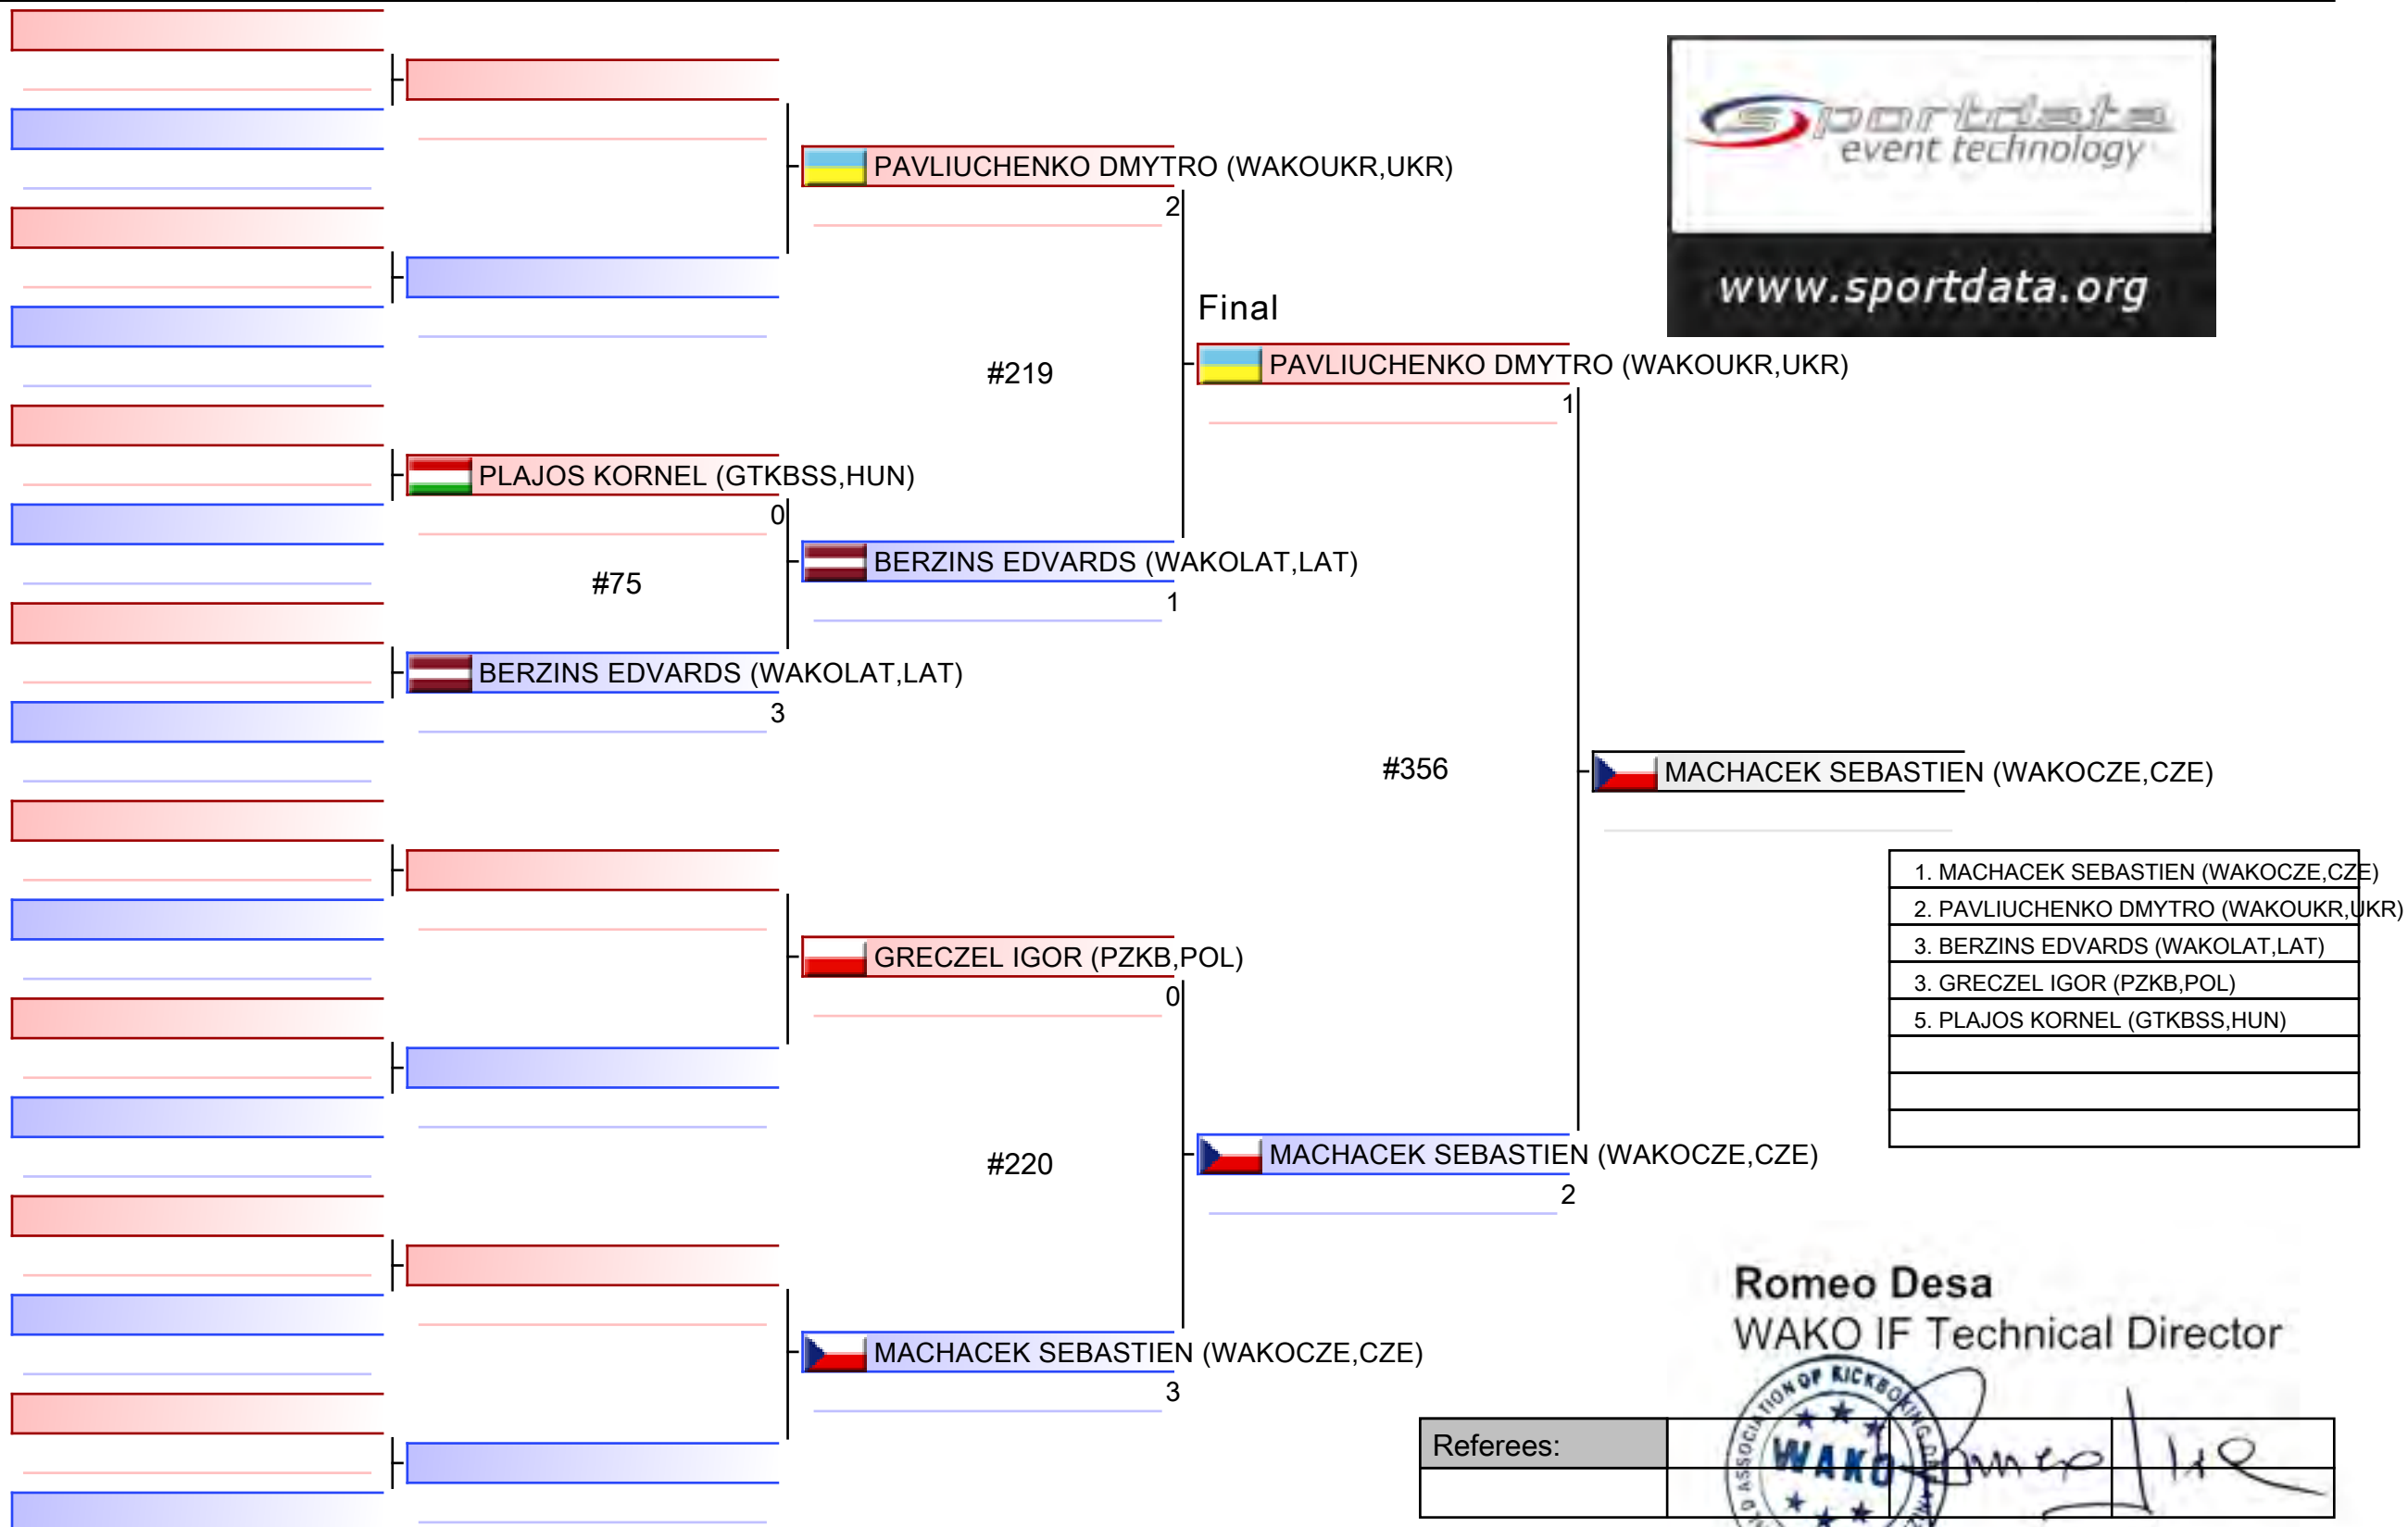 sportdata
event technology
www.sportdata.org
PAVLIUCHENKO DMYTRO (WAKOUKR,UKR)
2
Final
#219
PAVLIUCHENKO DMYTRO (WAKOUKR,UKR)
1
PLAJOS KORNEL (GTKBSS,HUN)
0
#75
BERZINS EDVARDS (WAKOLAT,LAT)
1
BERZINS EDVARDS (WAKOLAT,LAT)
3
#356
MACHACEK SEBASTIEN (WAKOCZE,CZE)
1. MACHACEK SEBASTIEN (WAKOCZE,CZE)
2. PAVLIUCHENKO DMYTRO (WAKOUKR,UKR)
3. BERZINS EDVARDS (WAKOLAT,LAT)
3. GRECZEL IGOR (PZKB,POL)
5. PLAJOS KORNEL (GTKBSS,HUN)
GRECZEL IGOR (PZKB,POL)
0
#220
MACHACEK SEBASTIEN (WAKOCZE,CZE)
2
MACHACEK SEBASTIEN (WAKOCZE,CZE)
3
Romeo Desa
WAKO IF Technical Director
Referees:
ASSOCIATION OF KICKBOXING
WAKO